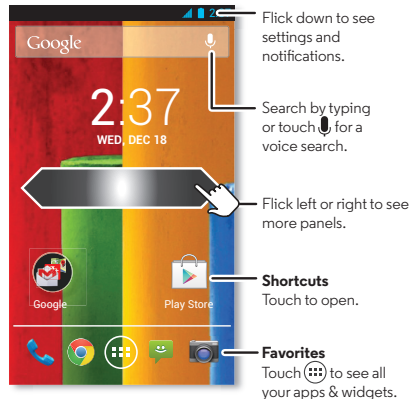 Google
2:37
WED, DEC 18
Google
Play Store
Flick down to see
settings and
notifications.
Search by typing
or touch for a
voice search.
Flick left or right to see
more panels.
Shortcuts
Touch to open.
Favorites
Touch to see all
your apps & widgets.